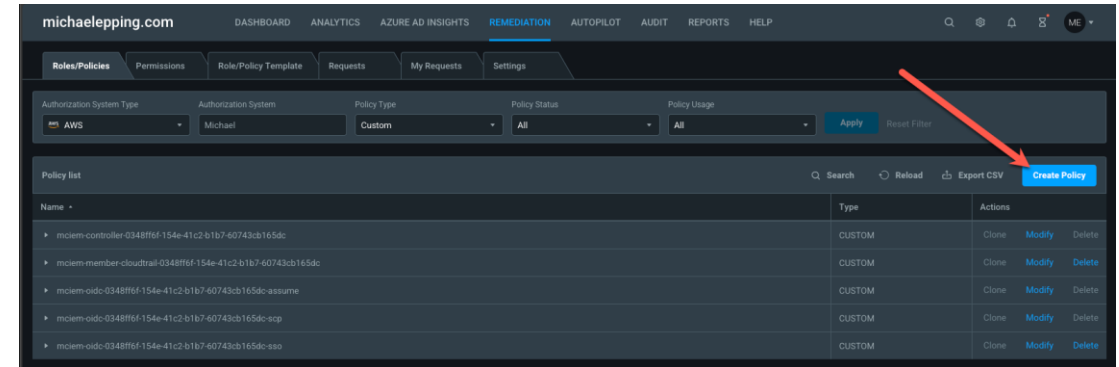 michaelepping.com DASHBOARD ANALYTICS AZURE AD INSIGHTS REMEDIATION AUTOPILOT AUDIT REPORTS HELP ME
Roles/Policies Permissions Role/Policy Template Requests My Requests Settings
Authorization System Type Authorization System Policy Type Policy Status Policy Usage
AWS Michael Custom All All Apply Reset Filter
Policy list Search Reload Export CSV Create Policy
Name Type Actions
mciem-controller-0348ff6f-154e-41c2-b1b7-60743cb165dc CUSTOM Clone Modify Delete
mciem-member-cloudtrail-0348ff6f-154e-41c2-b1b7-60743cb165dc CUSTOM Clone Modify Delete
mciem-oidc-0348ff6f-154e-41c2-b1b7-60743cb165dc-assume CUSTOM Clone Modify Delete
mciem-oidc-0348ff6f-154e-41c2-b1b7-60743cb165dc-scp CUSTOM Clone Modify Delete
mciem-oidc-0348ff6f-154e-41c2-b1b7-60743cb165dc-sso CUSTOM Clone Modify Delete